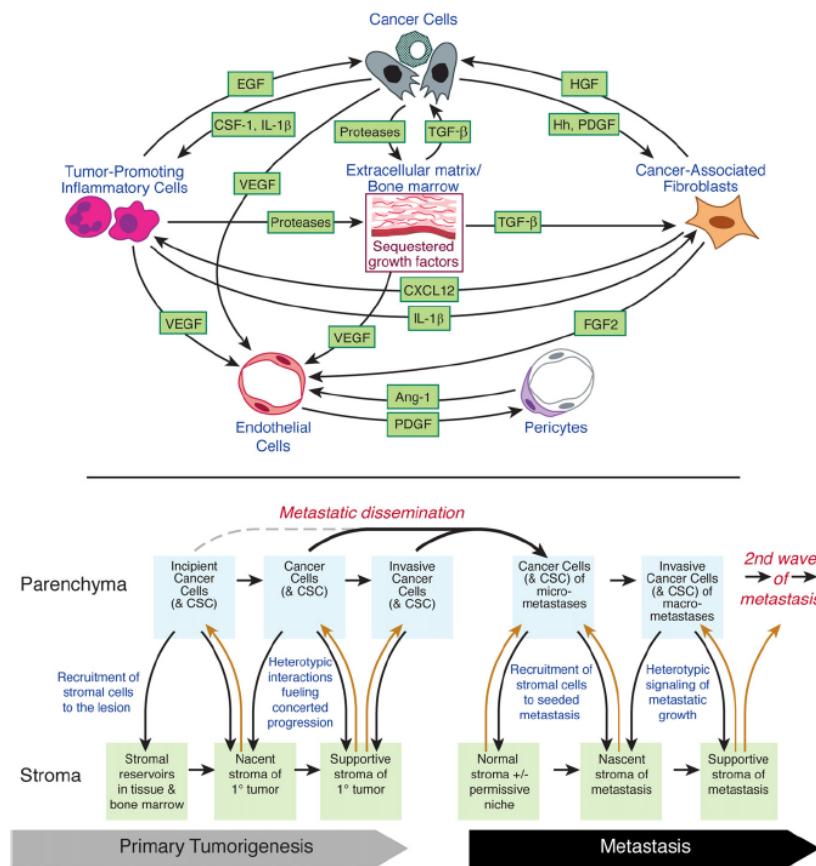 Cancer Cells
EGF
HGF
CSF-1, IL-1β
Proteases
TGF-β
Hh, PDGF
Tumor-Promoting
Inflammatory Cells
VEGF
Extracellular matrix/
Bone marrow
Cancer-Associated
Fibroblasts
Proteases
Sequestered
growth factors
TGF-β
CXCL12
IL-1β
VEGF
VEGF
FGF2
Ang-1
PDGF
Endothelial
Cells
Pericytes
Metastatic dissemination
Parenchyma
Incipient
Cancer
Cells
(& CSC)
Cancer
Cells
(& CSC)
Invasive
Cancer
Cells
(& CSC)
Cancer Cells
(& CSC) of
micro-
metastases
Invasive
Cancer Cells
(& CSC) of
macro-
metastases
2nd wave
of
metastasis
Recruitment of
stromal cells
to the lesion
Heterotypic
interactions
fueling
concerted
progression
Recruitment of
stromal cells
to seeded
metastasis
Heterotypic
signaling of
metastatic
growth
Stroma
Stromal
reservoirs
in tissue &
bone marrow
Nacent
stroma of
1° tumor
Supportive
stroma of
1° tumor
Normal
stroma +/-
permissive
niche
Nascent
stroma of
metastasis
Supportive
stroma of
metastasis
Primary Tumorigenesis
Metastasis